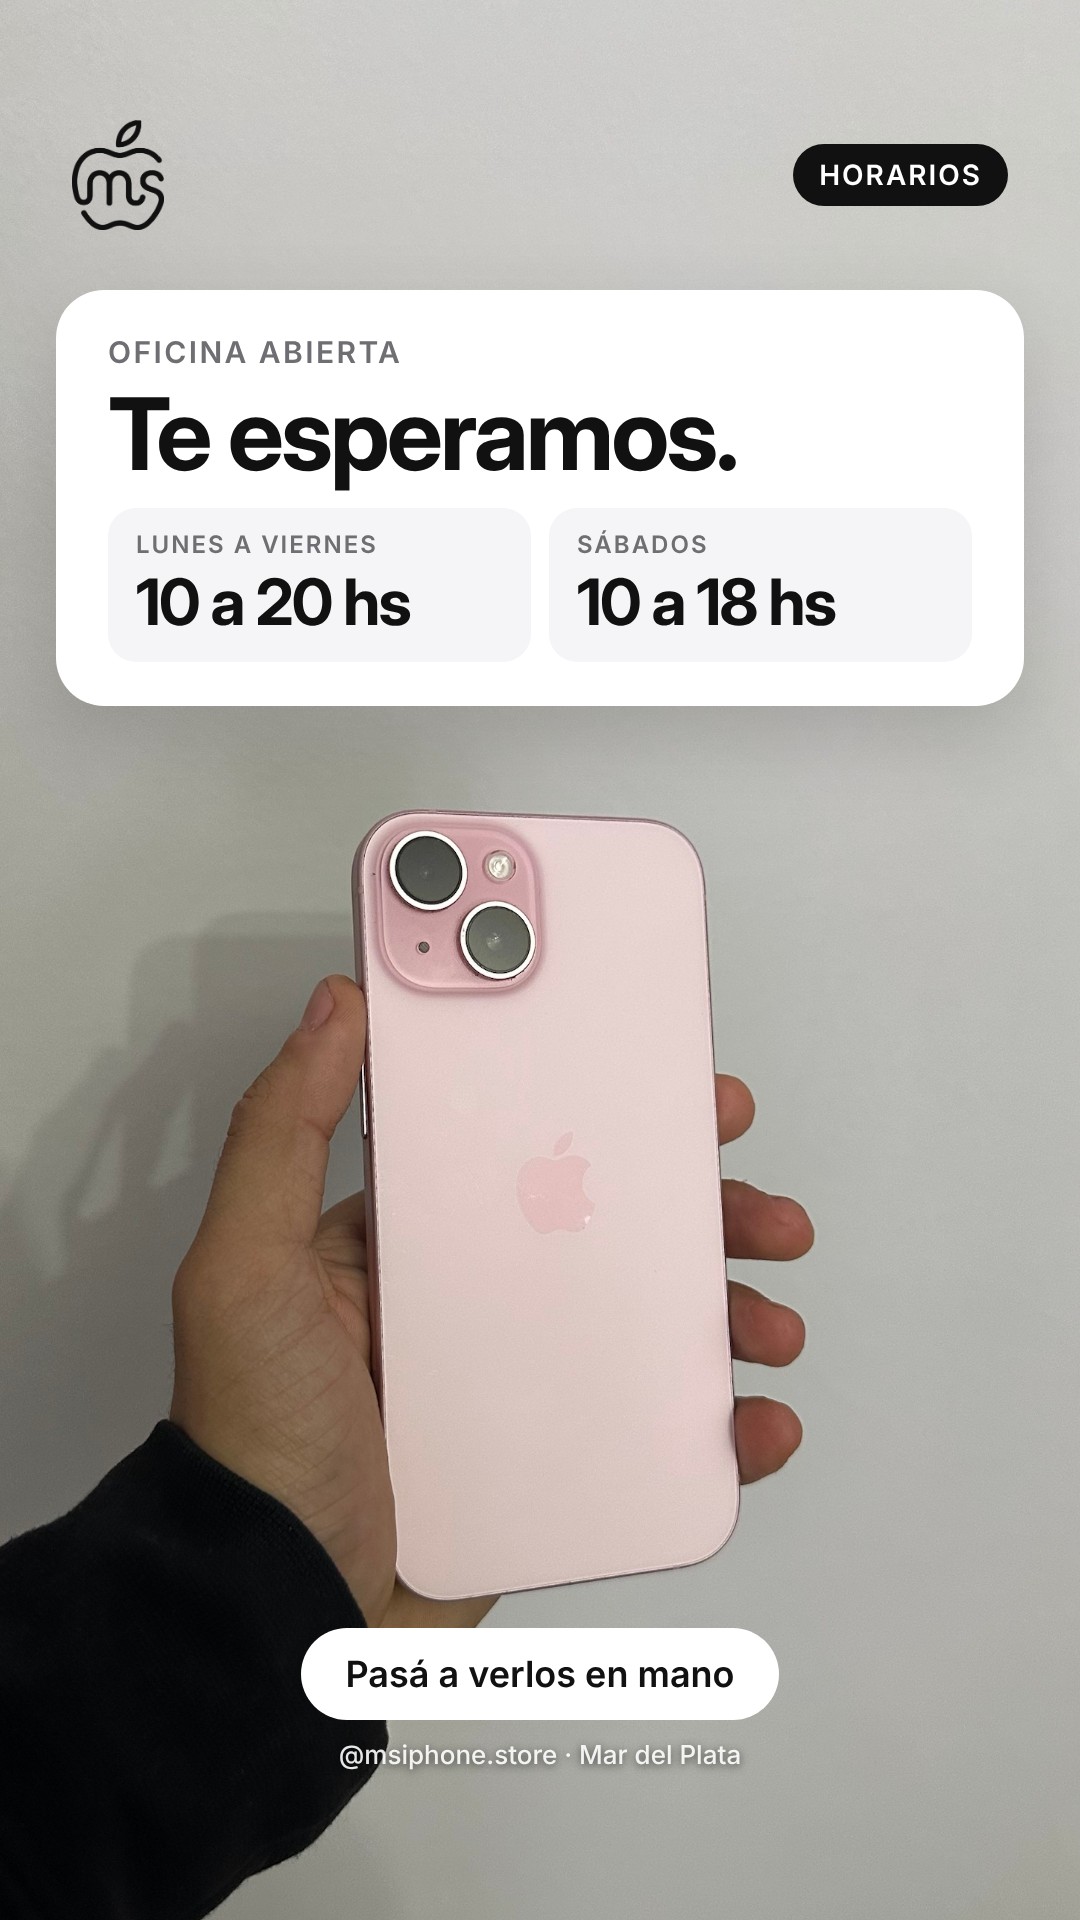 ms
HORARIOS
OFICINA ABIERTA
Te esperamos.
LUNES A VIERNES
10 a 20 hs
SÁBADOS
10 a 18 hs
Pasá a verlos en mano
@msiphone.store · Mar del Plata